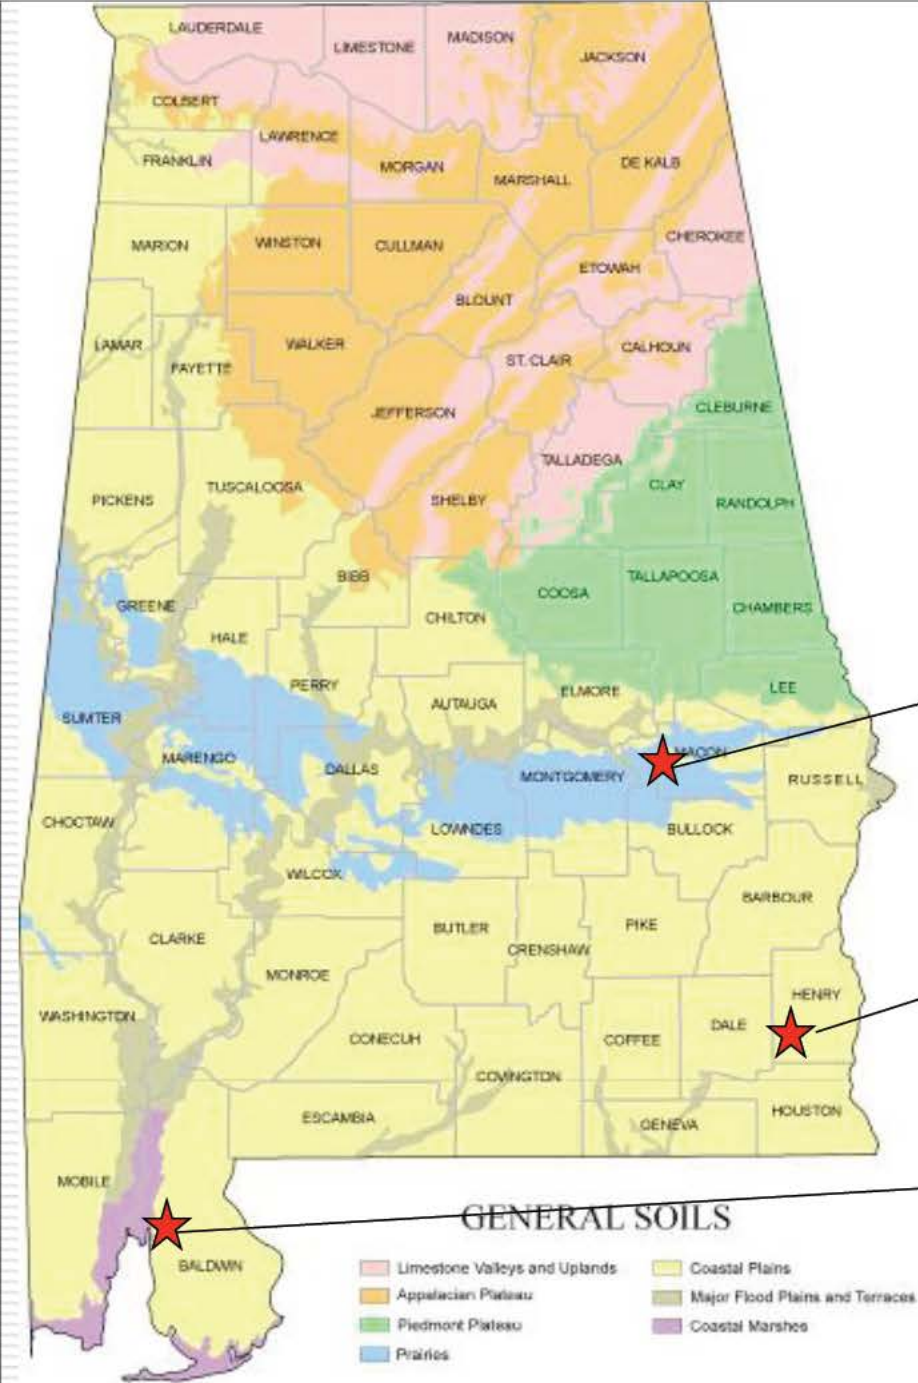 LAUDERDALE
LIMESTONE
MADISON
JACKSON
COLBERT
LAWRENCE
FRANKLIN
MORGAN
MARSHALL
DE KALB
MARION
WINSTON
CULLMAN
CHEROKEE
ETOWAH
BLOUNT
LAMAR
FAYETTE
WALKER
ST. CLAIR
CALHOUN
JEFFERSON
CLEBURNE
TALLADEGA
PICKENS
TUSCALOOSA
SHELBY
CLAY
RANDOLPH
BIBB
COOSA
TALLAPOOSA
GREENE
CHILTON
CHAMBERS
HALE
PERRY
AUTAUGA
ELMORE
LEE
SUMTER
MARENGO
DALLAS
MONTGOMERY
MACON
RUSSELL
CHOCTAW
LOWNDES
BULLOCK
WILCOX
CLARKE
BUTLER
CRENSHAW
PIKE
BARBOUR
MONROE
WASHINGTON
CONECUH
COFFEE
DALE
HENRY
COVINGTON
ESCAMBIA
GENEVA
HOUSTON
MOBILE
BALDWIN
GENERAL SOILS
Limestone Valleys and Uplands
Appalacian Plateau
Piedmont Plateau
Prairies
Coastal Plains
Major Flood Plains and Terraces
Coastal Marshes